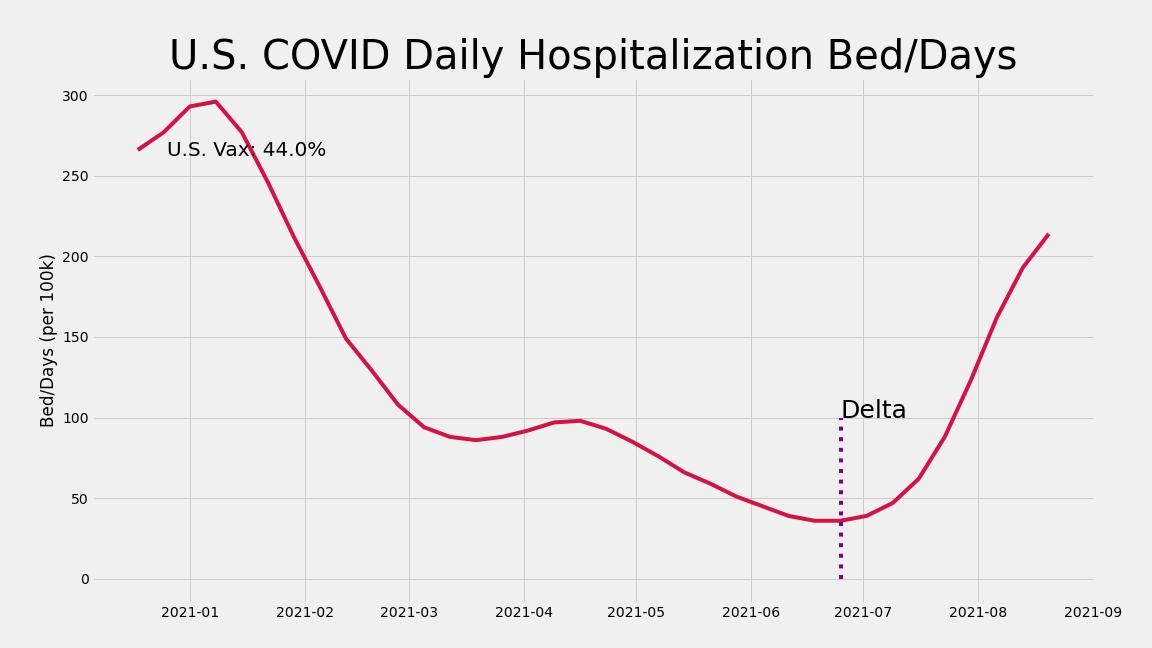 U.S. COVID Daily Hospitalization Bed/Days
300
U.S. Vax: 44.0%
250
200
Bed/Days (per 100k)
150
100
Delta
50
0
2021-01 2021-02 2021-03 2021-04 2021-05 2021-06 2021-07 2021-08 2021-09